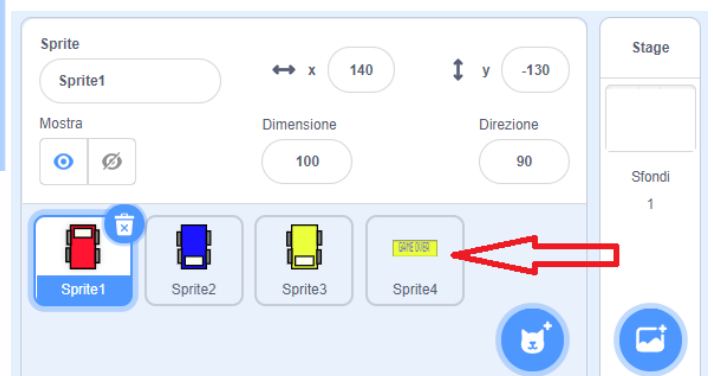 Sprite
Stage
Sprite1
x
140
y
-130
Mostra
Dimensione
Direzione
100
90
Sfondi
1
GAME OVER
Sprite1
Sprite2
Sprite3
Sprite4